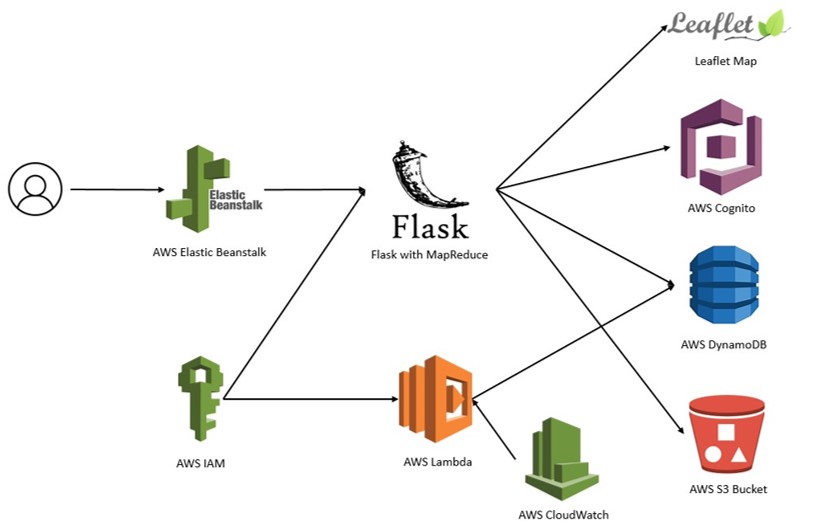 Leaflet
Leaflet Map
AWS Cognito
Elastic
Beanstalk
AWS Elastic Beanstalk
Flask
Flask with MapReduce
AWS DynamoDB
AWS IAM
AWS Lambda
AWS CloudWatch
AWS S3 Bucket